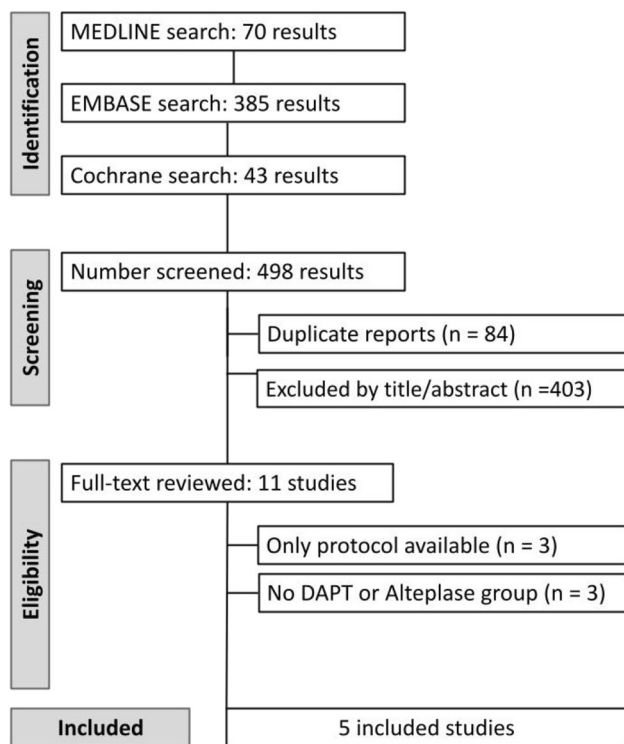 Identification
MEDLINE search: 70 results
EMBASE search: 385 results
Cochrane search: 43 results
Screening
Number screened: 498 results
Duplicate reports (n = 84)
Excluded by title/abstract (n =403)
Eligibility
Full-text reviewed: 11 studies
Only protocol available (n = 3)
No DAPT or Alteplase group (n = 3)
Included
5 included studies